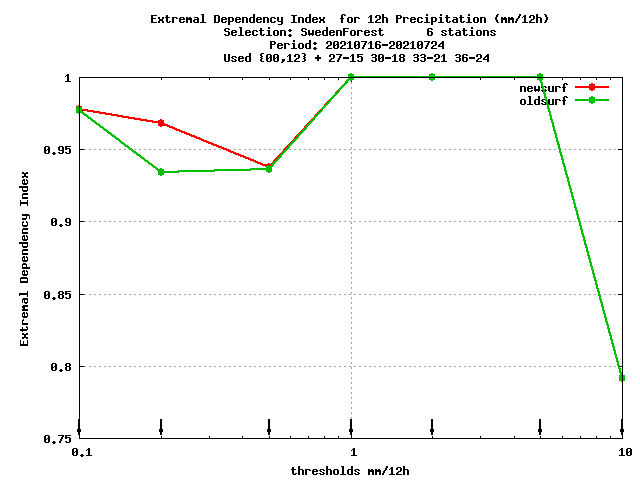 Extremal Dependency Index  for 12h Precipitation (mm/12h)
Selection: SwedenForest      6 stations
Period: 20210716-20210724
Used {00,12} + 27-15 30-18 33-21 36-24
newsurf
oldsurf
1
0.95
0.9
0.85
0.8
0.75
Extremal Dependency Index
0.1
1
10
thresholds mm/12h